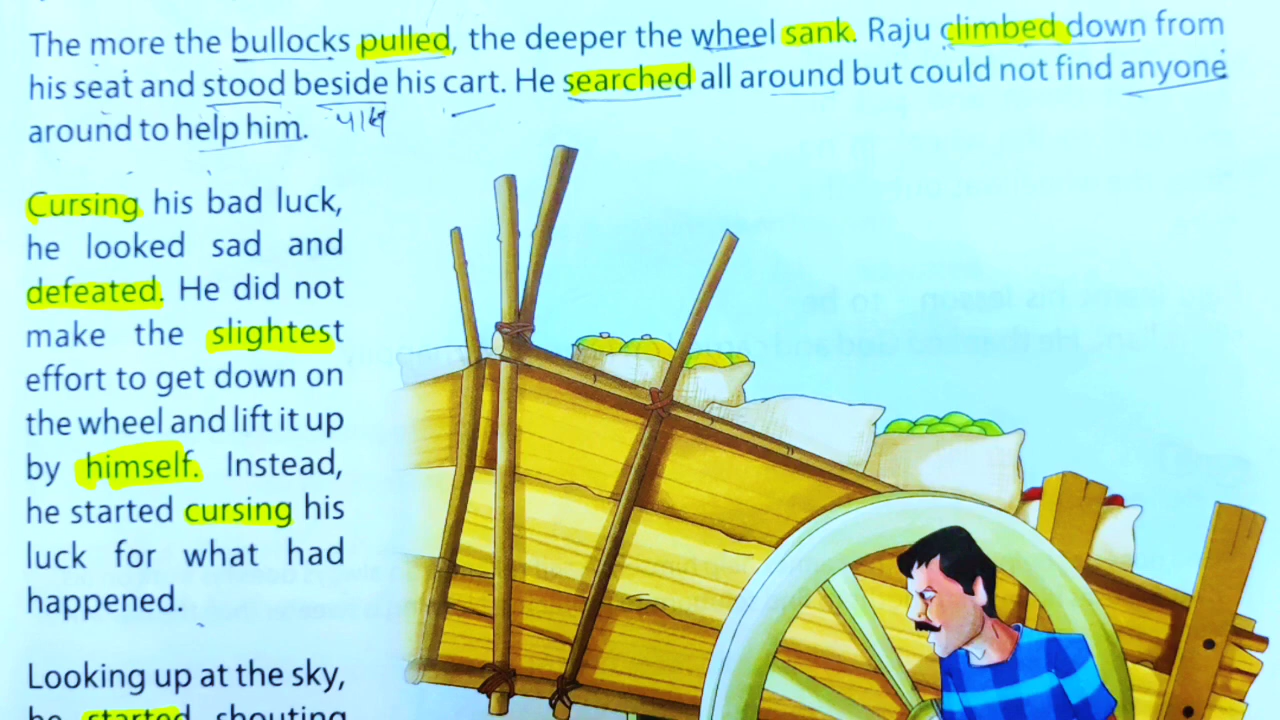 The more the bullocks pulled, the deeper the wheel sank. Raju climbed down from
his seat and stood beside his cart. He searched all around but could not find anyone
around to help him.
Cursing his bad luck,
he looked sad and
defeated. He did not
make the slightest
effort to get down on
the wheel and lift it up
by himself. Instead,
he started cursing his
luck for what had
happened.
Looking up at the sky,
he started shouting